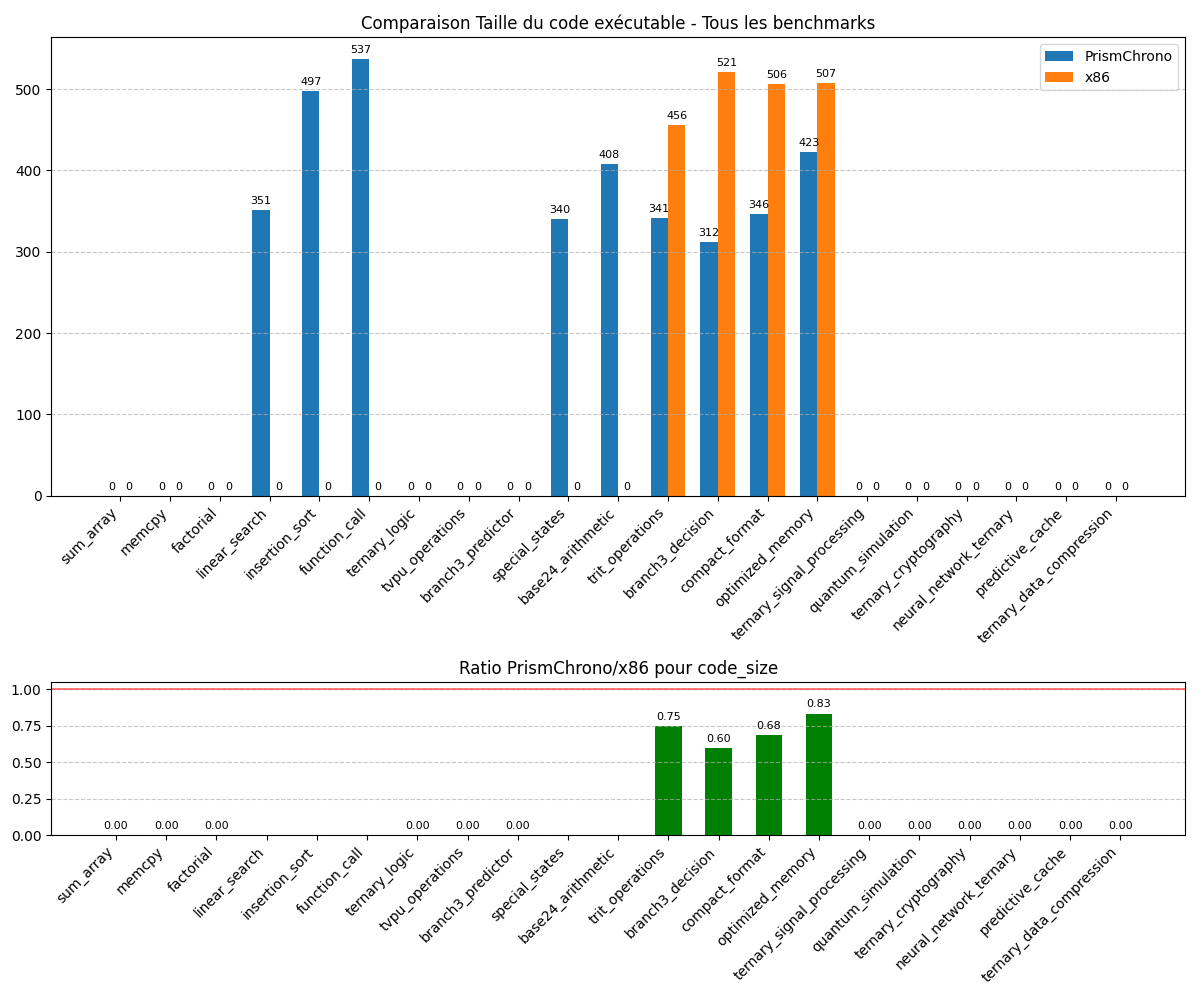 Comparaison Taille du code exécutable - Tous les benchmarks
PrismChrono
x86
500
400
300
200
100
0
0 0 0 0 0 0 351 0 497 0 537 0 0 0 0 0 0 0 340 0 408 0 341 456 312 521 346 506 423 507 0 0 0 0 0 0 0 0 0 0 0 0
sum_array
memcpy
factorial
linear_search
insertion_sort
function_call
ternary_logic
tvpu_operations
branch3_predictor
special_states
base24_arithmetic
trit_operations
branch3_decision
compact_format
optimized_memory
ternary_signal_processing
quantum_simulation
ternary_cryptography
neural_network_ternary
predictive_cache
ternary_data_compression
Ratio PrismChrono/x86 pour code_size
1.00
0.75
0.50
0.25
0.00
0.00 0.00 0.00 0.00 0.00 0.00 0.75 0.60 0.68 0.83 0.00 0.00 0.00 0.00 0.00 0.00
sum_array
memcpy
factorial
linear_search
insertion_sort
function_call
ternary_logic
tvpu_operations
branch3_predictor
special_states
base24_arithmetic
trit_operations
branch3_decision
compact_format
optimized_memory
ternary_signal_processing
quantum_simulation
ternary_cryptography
neural_network_ternary
predictive_cache
ternary_data_compression